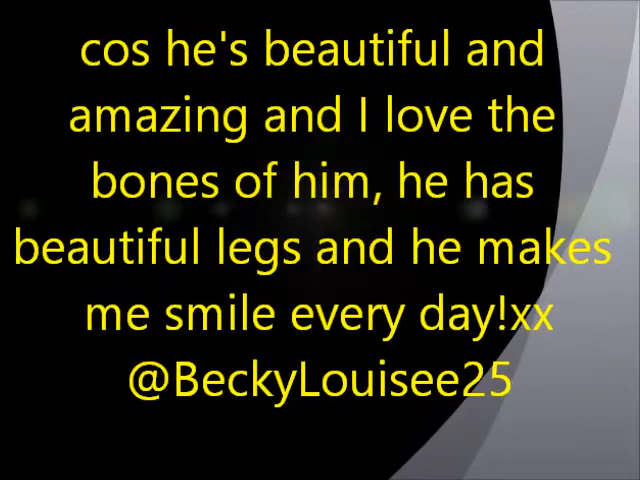 cos he's beautiful and
amazing and I love the
bones of him, he has
beautiful legs and he makes
me smile every day!xx
@BeckyLouisee25